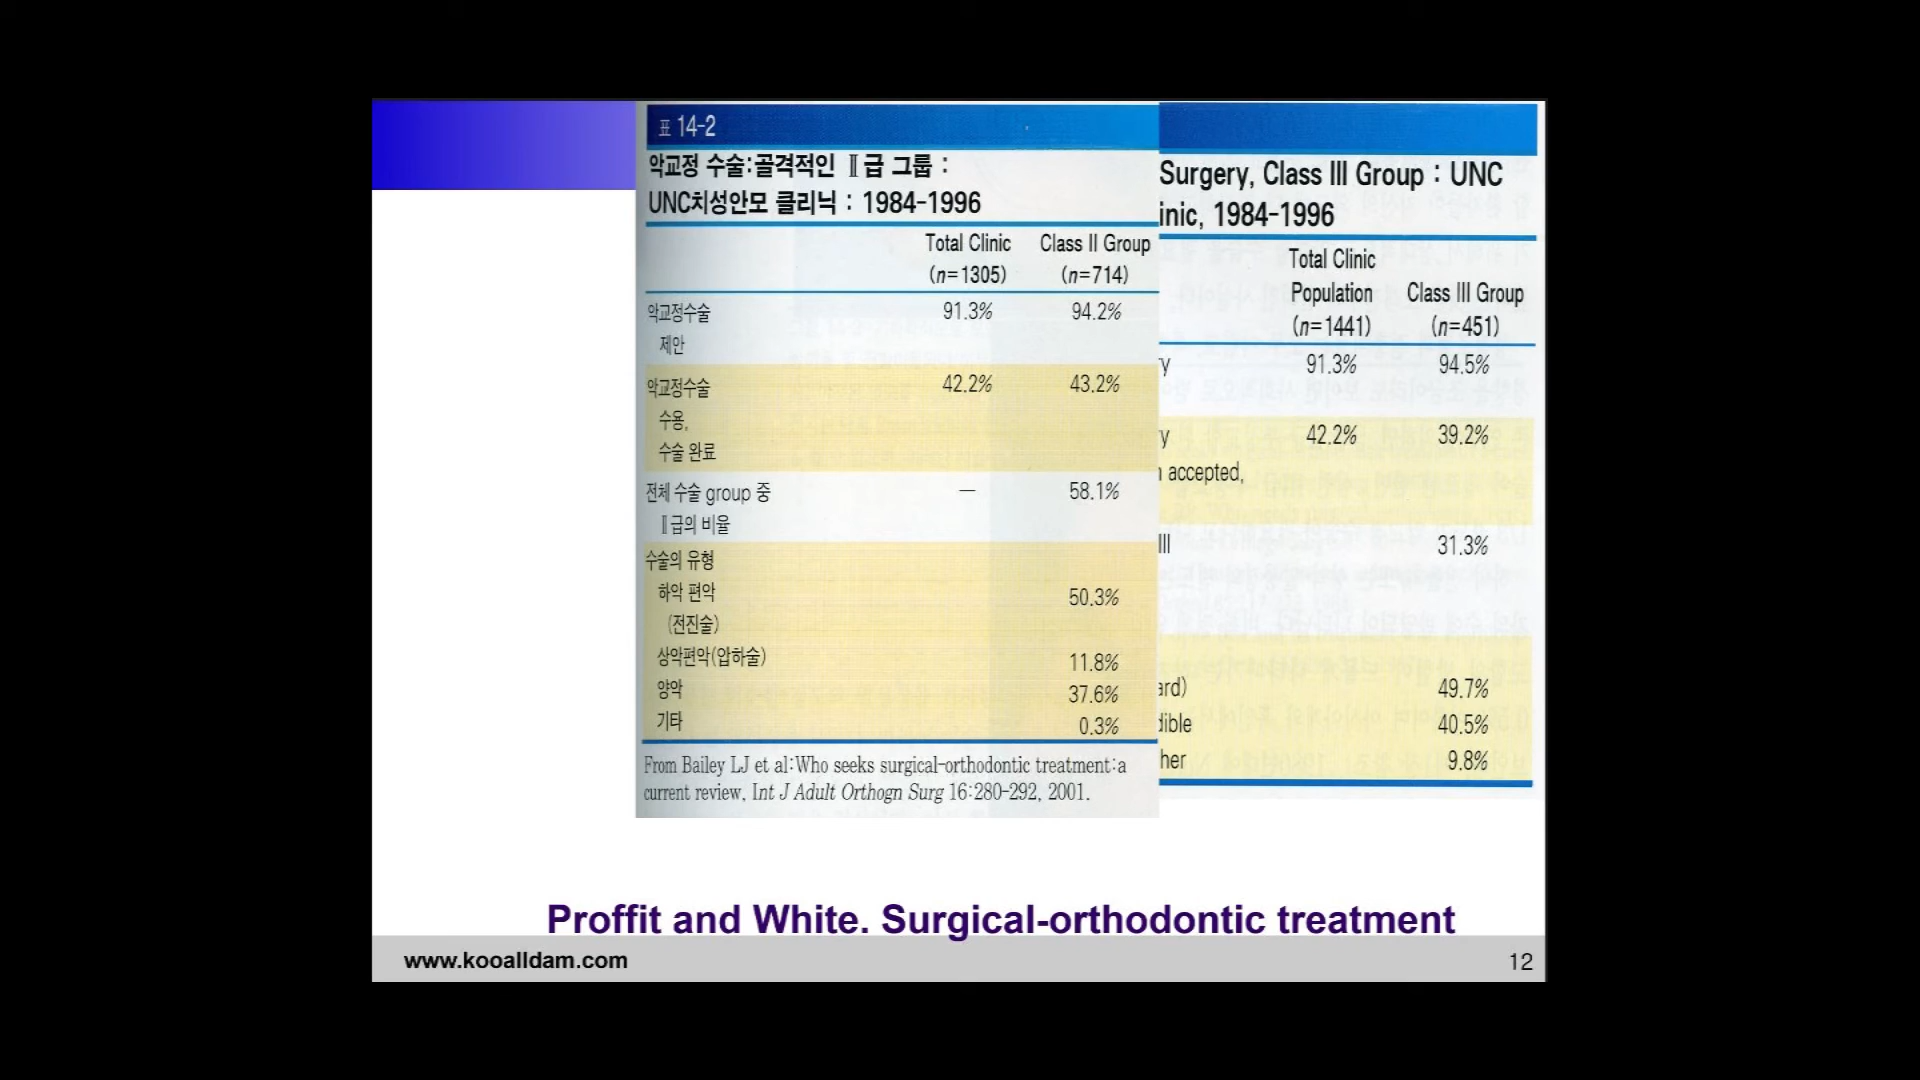 표 14-2
악교정 수술:골격적인 Ⅱ급 그룹 :
UNC치성안모 클리닉 : 1984-1996
Total Clinic Class II Group
(n=1305) (n=714)
악교정수술 91.3% 94.2%
제안
악교정수술 42.2% 43.2%
수용,
수술 완료
전체 수술 group 중 — 58.1%
Ⅱ급의 비율
수술의 유형
하악 편악 50.3%
(전진술)
상악편악(압하술) 11.8%
양악 37.6%
기타 0.3%
From Bailey LJ et al:Who seeks surgical-orthodontic treatment:a
current review, Int J Adult Orthogn Surg 16:280-292, 2001.
Surgery, Class III Group : UNC
inic, 1984-1996
Total Clinic
Population Class III Group
(n=1441) (n=451)
ry 91.3% 94.5%
ry 42.2% 39.2%
n accepted,
III 31.3%
ard) 49.7%
dible 40.5%
her 9.8%
Proffit and White. Surgical-orthodontic treatment
www.kooalldam.com
12